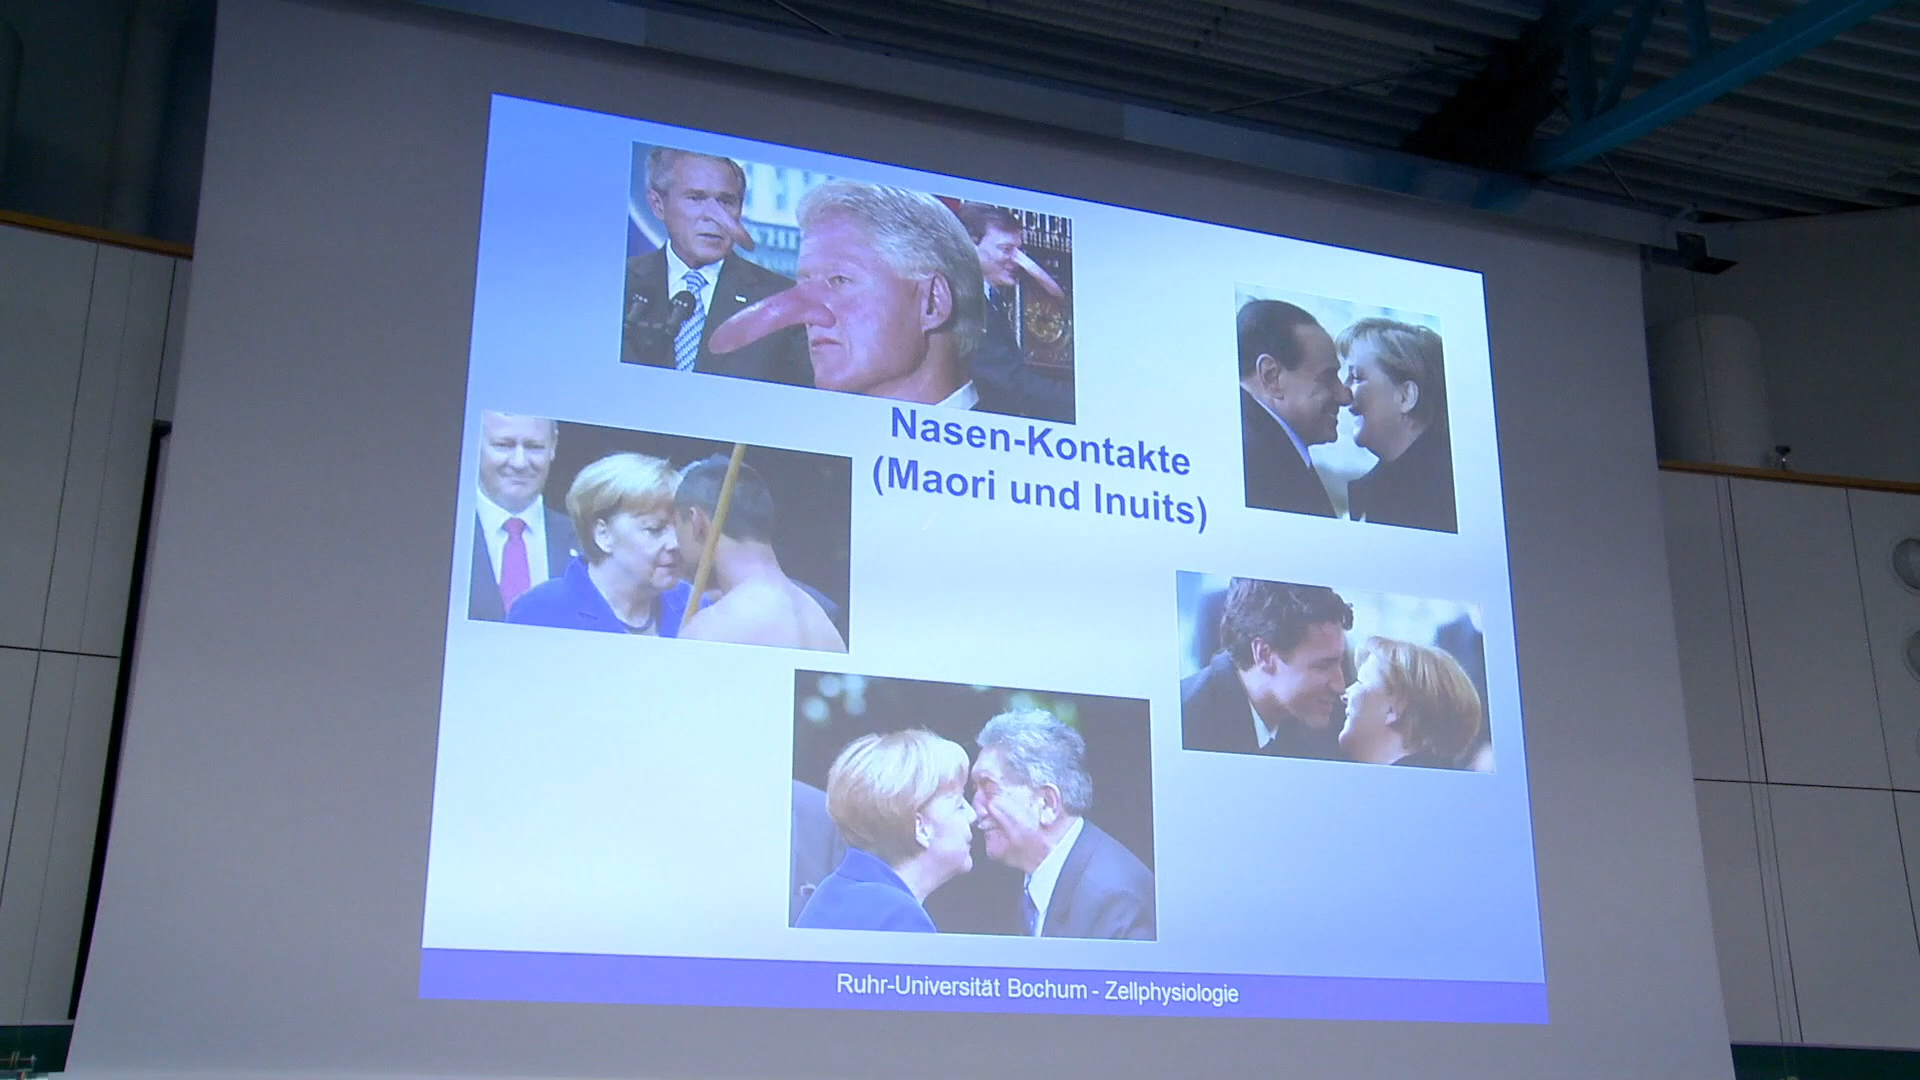 Nasen-Kontakte
(Maori und Inuits)
Ruhr-Universität Bochum - Zellphysiologie